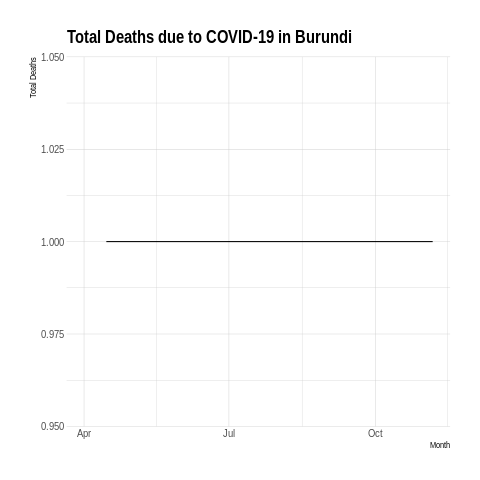 Total Deaths due to COVID-19 in Burundi
Total Deaths
1.050
1.025
1.000
0.975
0.950
Apr Jul Oct
Month